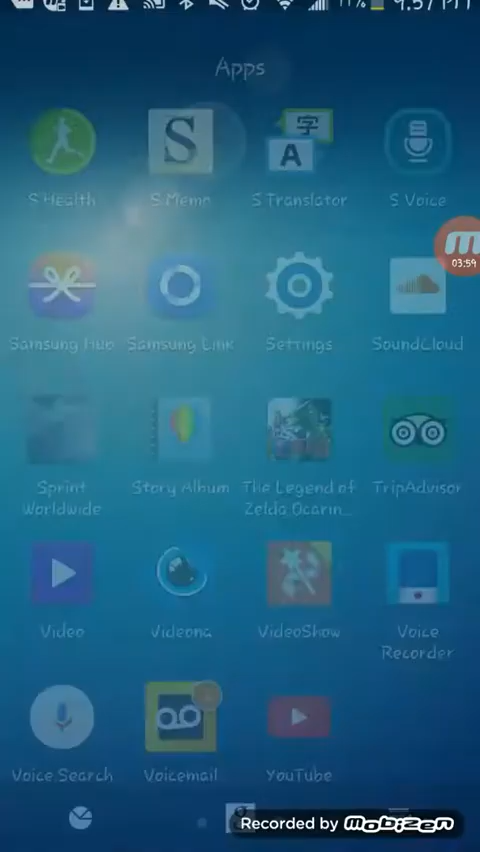 Apps
字
S
A
S Health
S Memo
S Translator
S Voice
03:59
Samsung Hub
Samsung Link
Settings
SoundCloud
Sprint
Worldwide
Story Album
The Legend of
Zelda Ocarin...
TripAdvisor
Video
Videona
VideoShow
Voice
Recorder
Voice Search
Voicemail
YouTube
Recorded by mobizen